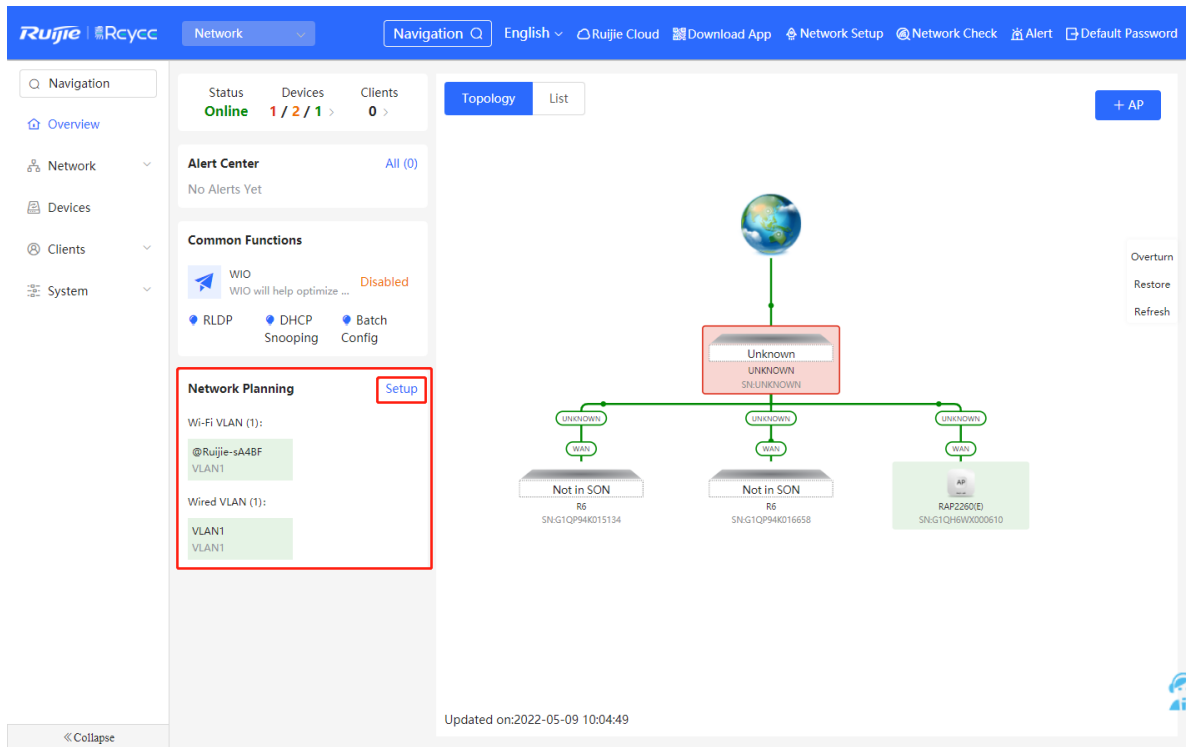 Ruijie Rcycc
Network
Navigation
English
Ruijie Cloud
Download App
Network Setup
Network Check
Alert
Default Password
Navigation
Overview
Network
Devices
Clients
System
Collapse
Status Devices Clients
Online 1 / 2 / 1 > 0 >
Alert Center All (0)
No Alerts Yet
Common Functions
WIO
WIO will help optimize ...
Disabled
RLDP DHCP Batch
Snooping Config
Network Planning Setup
Wi-Fi VLAN (1):
@Ruijie-sA4BF
VLAN1
Wired VLAN (1):
VLAN1
VLAN1
Topology List
+ AP
Overturn
Restore
Refresh
Unknown
UNKNOWN
SN:UNKNOWN
UNKNOWN UNKNOWN UNKNOWN
WAN WAN WAN
Not in SON
R6
SN:G1QP94K015134
Not in SON
R6
SN:G1QP94K016658
AP
RAP2260(E)
SN:G1QH6WX000610
Updated on:2022-05-09 10:04:49